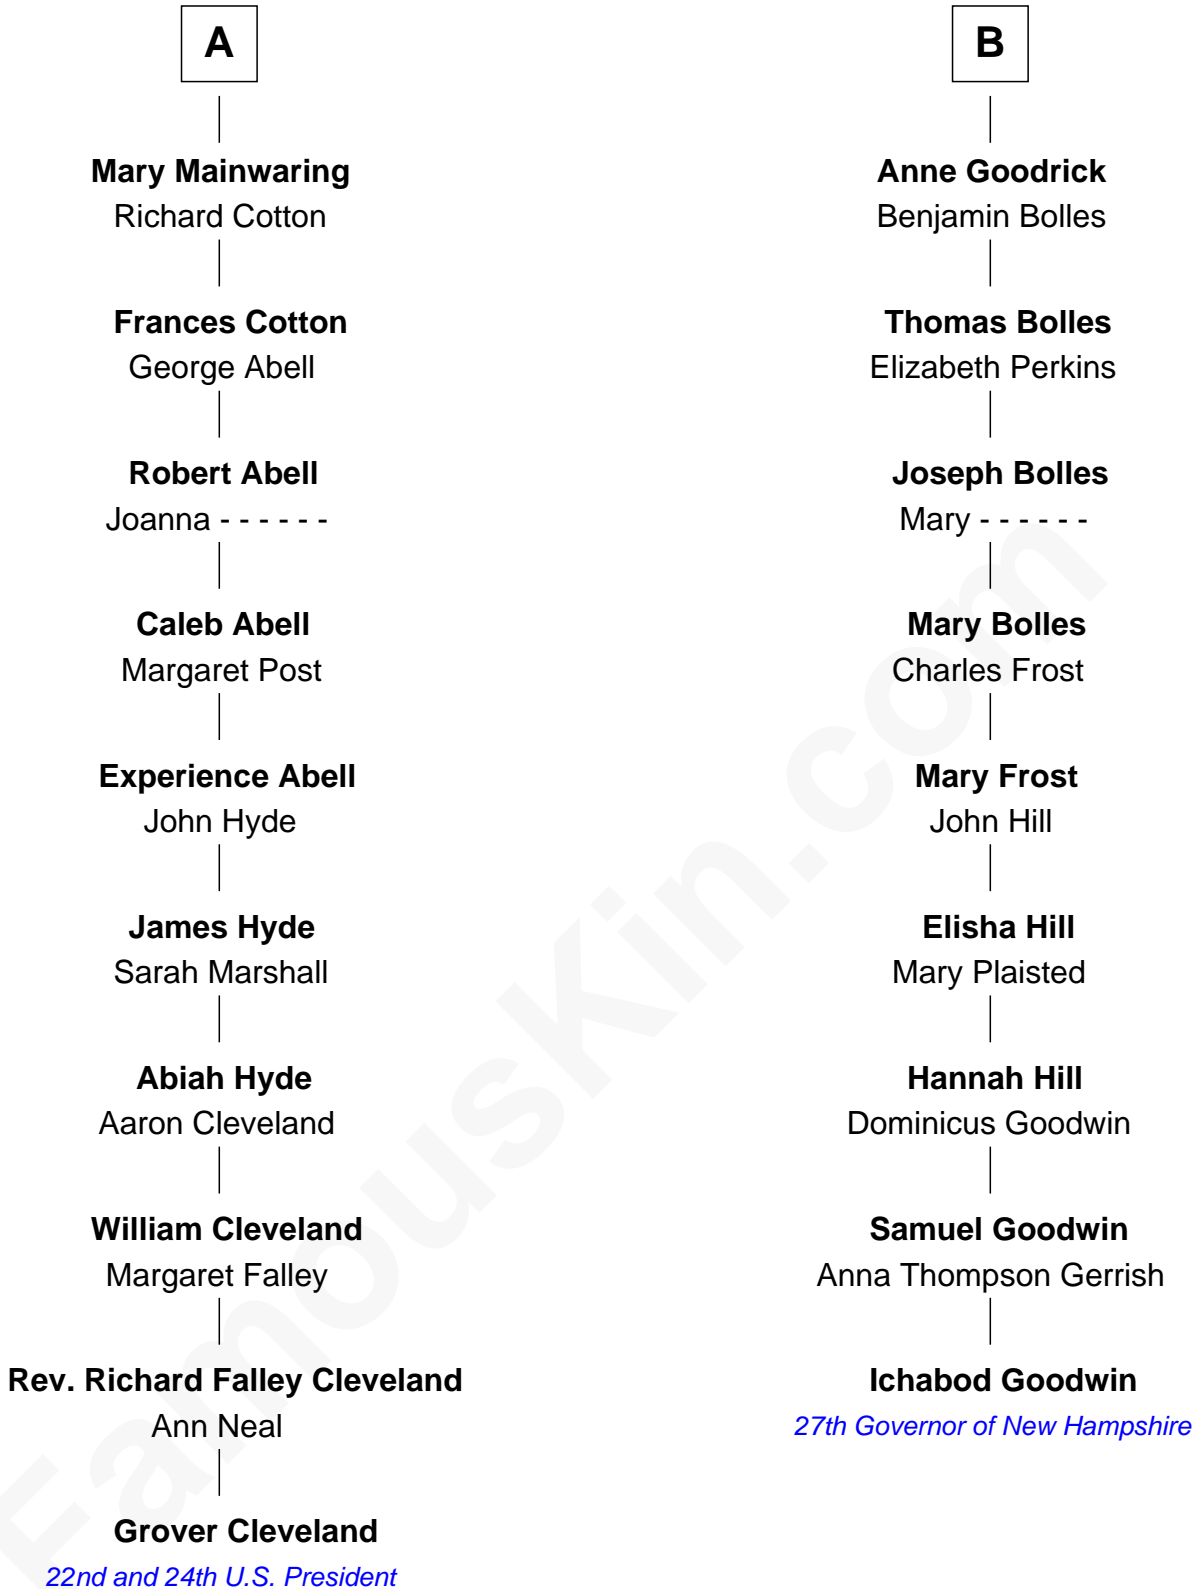 A
Mary Mainwaring
Richard Cotton
Frances Cotton
George Abell
Robert Abell
Joanna - - - - - -
Caleb Abell
Margaret Post
Experience Abell
John Hyde
James Hyde
Sarah Marshall
Abiah Hyde
Aaron Cleveland
William Cleveland
Margaret Falley
Rev. Richard Falley Cleveland
Ann Neal
Grover Cleveland
22nd and 24th U.S. President
B
Anne Goodrick
Benjamin Bolles
Thomas Bolles
Elizabeth Perkins
Joseph Bolles
Mary - - - - - -
Mary Bolles
Charles Frost
Mary Frost
John Hill
Elisha Hill
Mary Plaisted
Hannah Hill
Dominicus Goodwin
Samuel Goodwin
Anna Thompson Gerrish
Ichabod Goodwin
27th Governor of New Hampshire
FamousKin.com